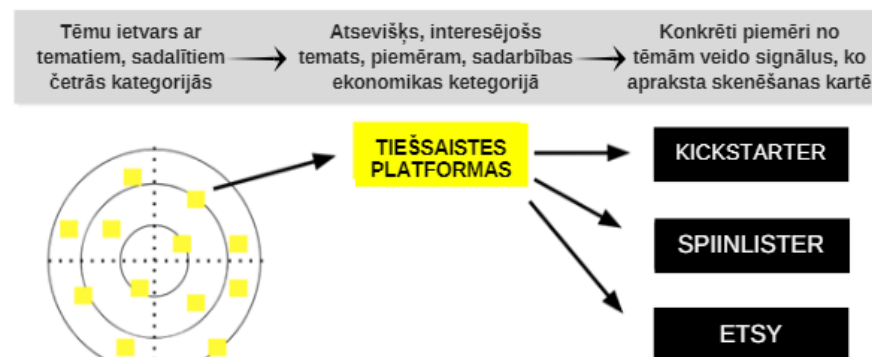 Tēmu ietvars ar
tematiem, sadalītiem
četrās kategorijās
Atsevišķs, interesējošs
temats, piemēram, sadarbības
ekonomikas ketegorijā
Konkrēti piemēri no
tēmām veido signālus, ko
apraksta skenēšanas kartē
TIEŠSAISTES
PLATFORMAS
KICKSTARTER
SPIINLISTER
ETSY